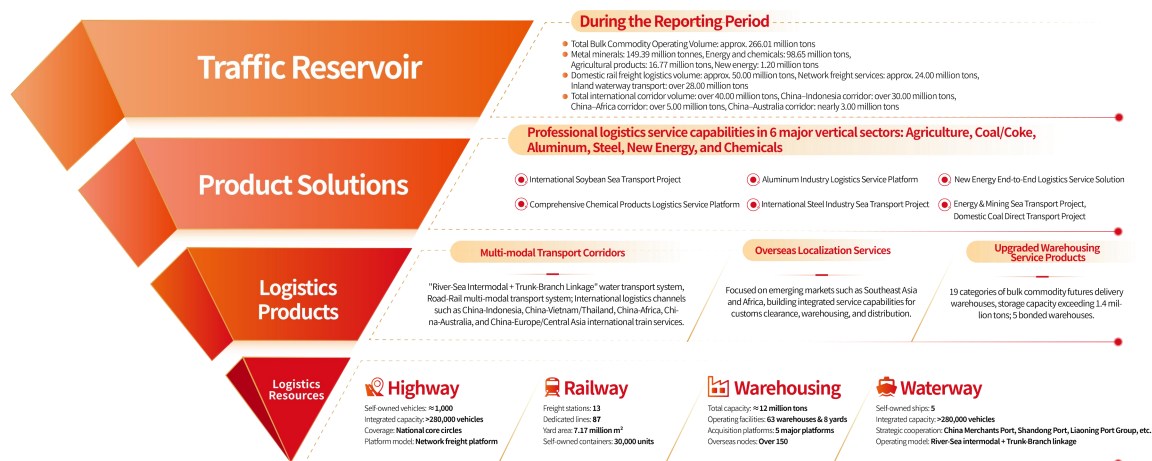 Traffic Reservoir
During the Reporting Period
Total Bulk Commodity Operating Volume: approx. 266.01 million tons
Metal minerals: 149.39 million tonnes, Energy and chemicals: 98.65 million tons,
Agricultural products: 16.77 million tons, New energy: 1.20 million tons
Domestic rail freight logistics volume: approx. 50.00 million tons, Network freight services: approx. 24.00 million tons,
Inland waterway transport: over 28.00 million tons
Total international corridor volume: over 40.00 million tons, China–Indonesia corridor: over 30.00 million tons,
China–Africa corridor: over 5.00 million tons, China–Australia corridor: nearly 3.00 million tons
Product Solutions
Professional logistics service capabilities in 6 major vertical sectors: Agriculture, Coal/Coke,
Aluminum, Steel, New Energy, and Chemicals
International Soybean Sea Transport Project
Aluminum Industry Logistics Service Platform
New Energy End-to-End Logistics Service Solution
Comprehensive Chemical Products Logistics Service Platform
International Steel Industry Sea Transport Project
Energy & Mining Sea Transport Project,
Domestic Coal Direct Transport Project
Logistics
Products
Multi-modal Transport Corridors
"River-Sea Intermodal + Trunk-Branch Linkage" water transport system,
Road-Rail multi-modal transport system; International logistics channels
such as China-Indonesia, China-Vietnam/Thailand, China-Africa, Chi-
na-Australia, and China-Europe/Central Asia international train services.
Overseas Localization Services
Focused on emerging markets such as Southeast Asia
and Africa, building integrated service capabilities for
customs clearance, warehousing, and distribution.
Upgraded Warehousing
Service Products
19 categories of bulk commodity futures delivery
warehouses, storage capacity exceeding 1.4 mil-
lion tons; 5 bonded warehouses.
Logistics
Resources
Highway
Self-owned vehicles: ≈1,000
Integrated capacity: >280,000 vehicles
Coverage: National core circles
Platform model: Network freight platform
Railway
Freight stations: 13
Dedicated lines: 87
Yard area: 7.17 million m²
Self-owned containers: 30,000 units
Warehousing
Total capacity: ≈12 million tons
Operating facilities: 63 warehouses & 8 yards
Acquisition platforms: 5 major platforms
Overseas nodes: Over 150
Waterway
Self-owned ships: 5
Integrated capacity: >280,000 vehicles
Strategic cooperation: China Merchants Port, Shandong Port, Liaoning Port Group, etc.
Operating model: River-Sea intermodal + Trunk-Branch linkage